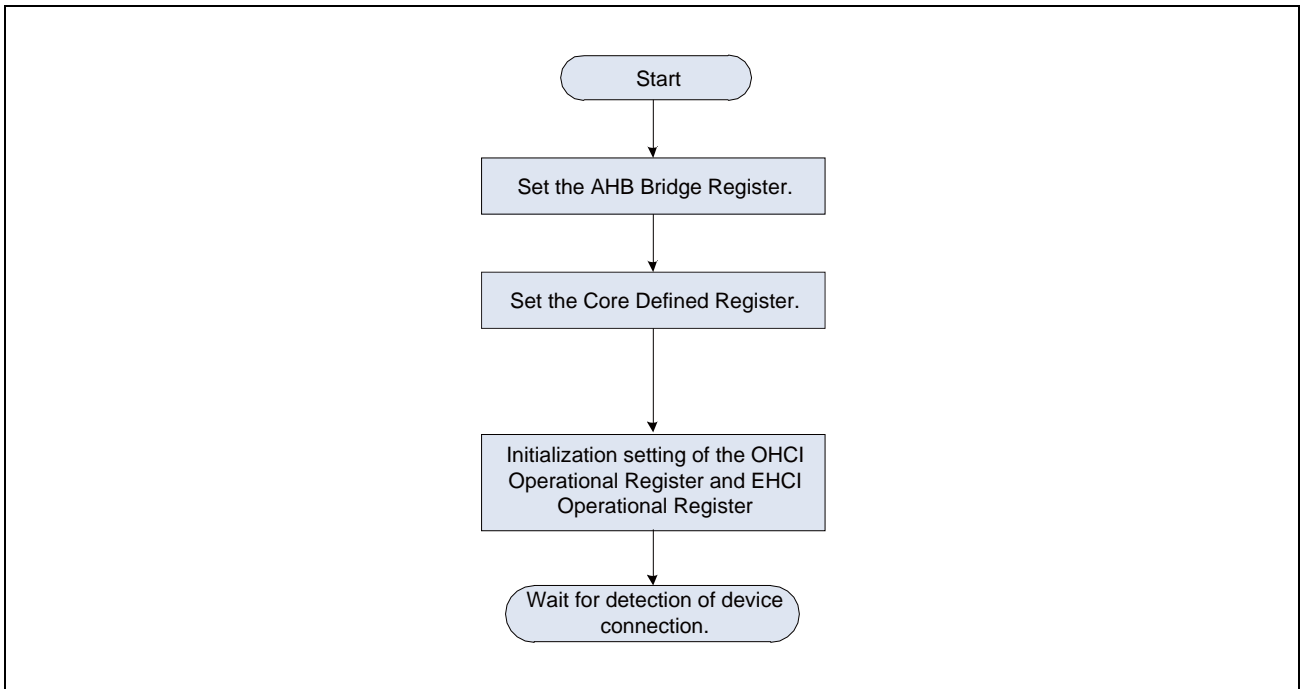 Start
Set the AHB Bridge Register.
Set the Core Defined Register.
Initialization setting of the OHCI
Operational Register and EHCI
Operational Register
Wait for detection of device
connection.